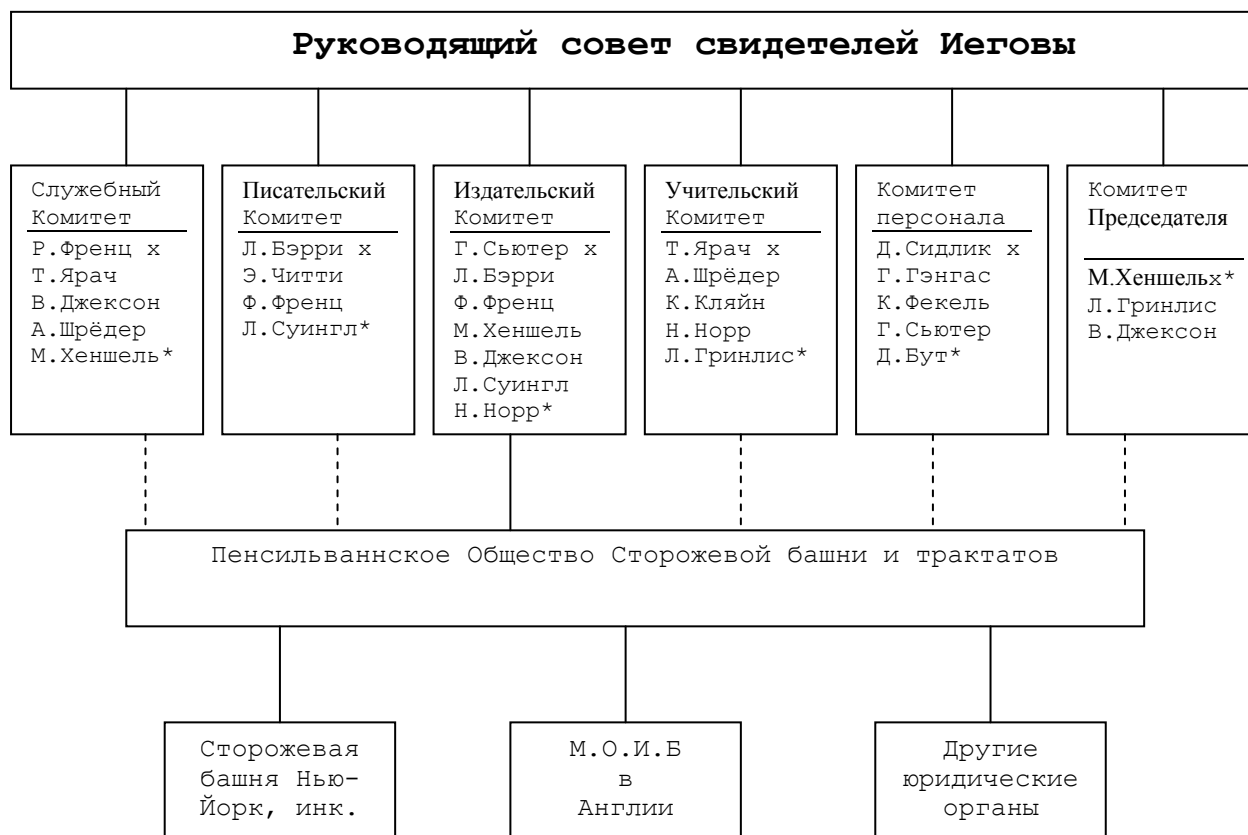 Руководящий совет свидетелей Иеговы
Служебный
Комитет
Р.Френц х
Т.Ярач
В.Джексон
А.Шрёдер
М.Хеншель*
Писательский
Комитет
Л.Бэрри х
Э.Читти
Ф.Френц
Л.Суингл*
Издательский
Комитет
Г.Сьютер х
Л.Бэрри
Ф.Френц
М.Хеншель
В.Джексон
Л.Суингл
Н.Норр*
Учительский
Комитет
Т.Ярач х
А.Шрёдер
К.Кляйн
Н.Норр
Л.Гринлис*
Комитет
персонала
Д.Сидлик х
Г.Гэнгас
К.Фекель
Г.Сьютер
Д.Бут*
Комитет
Председателя
М.Хеншельх*
Л.Гринлис
В.Джексон
Пенсильваннское Общество Сторожевой башни и трактатов
Сторожевая
башня Нью-
Йорк, инк.
М.О.И.Б
в
Англии
Другие
юридические
органы